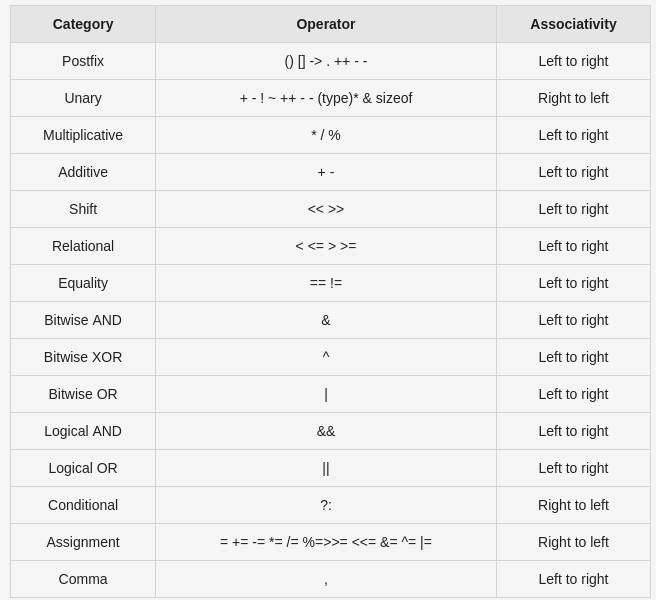 Category Operator Associativity
Postfix () [] -> . ++ - - Left to right
Unary + - ! ~ ++ - - (type)* & sizeof Right to left
Multiplicative * / % Left to right
Additive + - Left to right
Shift << >> Left to right
Relational < <= > >= Left to right
Equality == != Left to right
Bitwise AND & Left to right
Bitwise XOR ^ Left to right
Bitwise OR | Left to right
Logical AND && Left to right
Logical OR || Left to right
Conditional ?: Right to left
Assignment = += -= *= /= %=>>= <<= &= ^= |= Right to left
Comma , Left to right